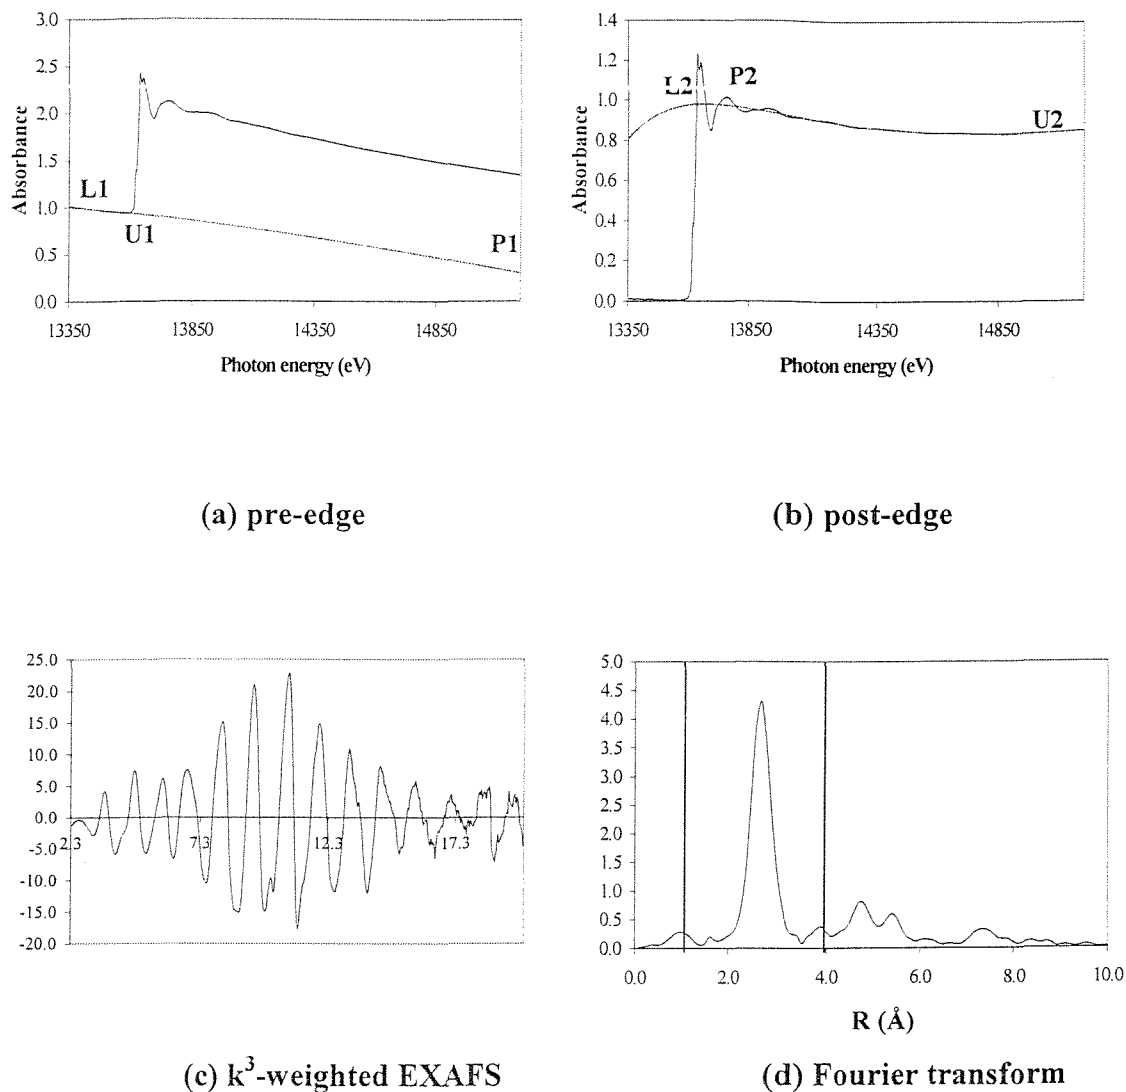 3.0
2.5
2.0
1.5
1.0
0.5
0.0
Absorbance
L1
U1
P1
13350 13850 14350 14850
Photon energy (eV)
(a) pre-edge
1.4
1.2
1.0
0.8
0.6
0.4
0.2
0.0
Absorbance
L2
P2
U2
13350 13850 14350 14850
Photon energy (eV)
(b) post-edge
25.0
20.0
15.0
10.0
5.0
0.0
-5.0
-10.0
-15.0
-20.0
2.3 7.3 12.3 17.3
(c) k³-weighted EXAFS
5.0
4.5
4.0
3.5
3.0
2.5
2.0
1.5
1.0
0.5
0.0
0.0 2.0 4.0 6.0 8.0 10.0
R (Å)
(d) Fourier transform